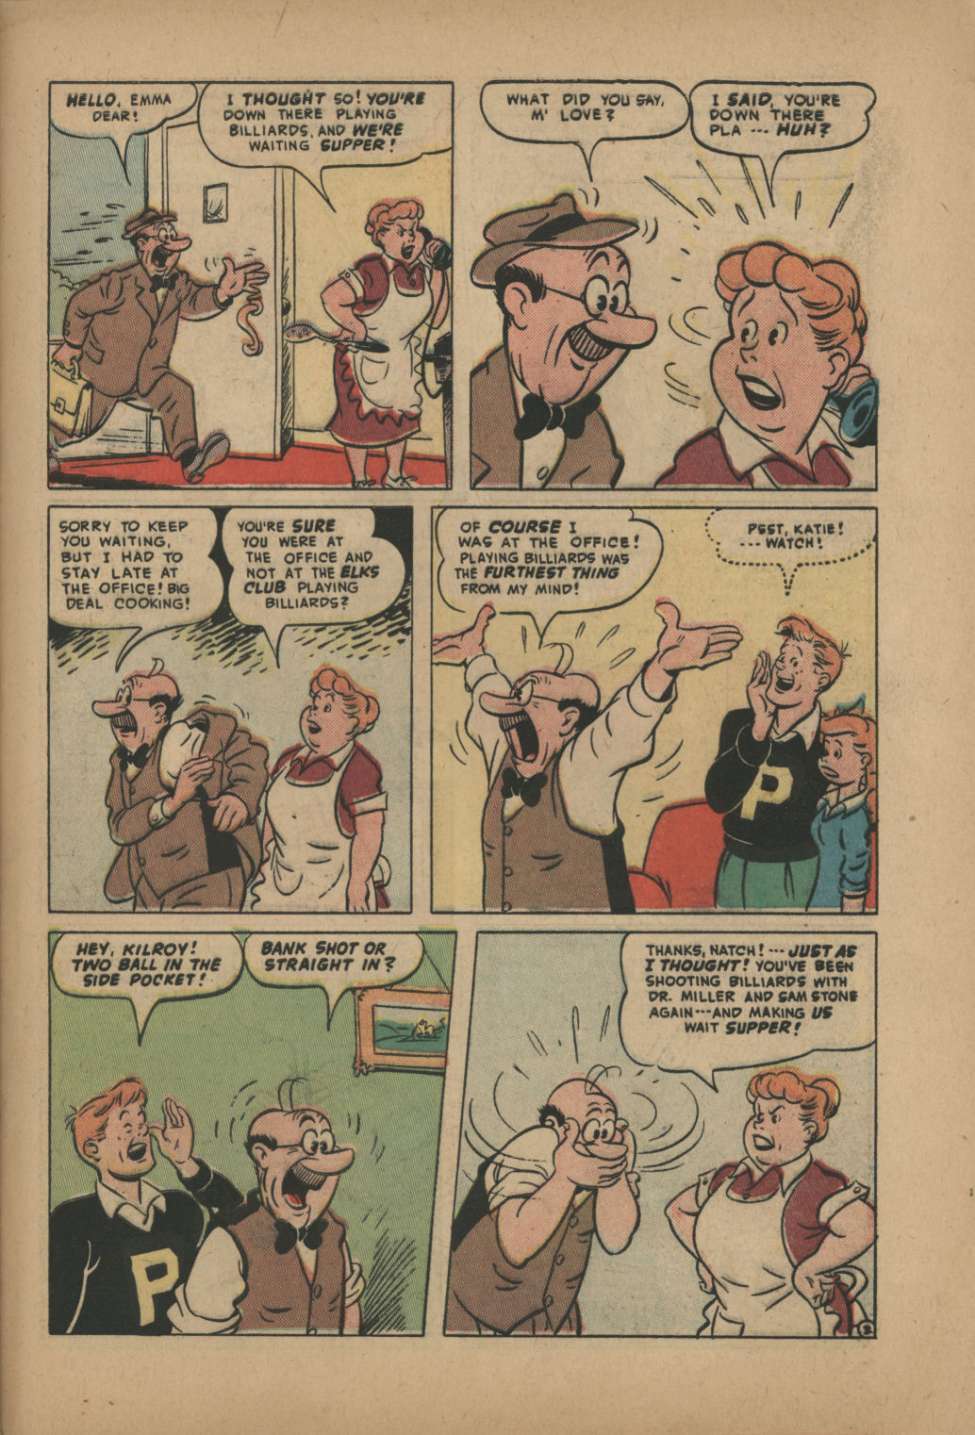 HELLO, EMMA
DEAR!
I THOUGHT SO! YOU'RE
DOWN THERE PLAYING
BILLIARDS, AND WE'RE
WAITING SUPPER!
WHAT DID YOU SAY,
M' LOVE?
I SAID, YOU'RE
DOWN THERE
PLA --- HUH?
SORRY TO KEEP
YOU WAITING,
BUT I HAD TO
STAY LATE AT
THE OFFICE! BIG
DEAL COOKING!
YOU'RE SURE
YOU WERE AT
THE OFFICE AND
NOT AT THE ELKS
CLUB PLAYING
BILLIARDS?
OF COURSE I
WAS AT THE OFFICE!
PLAYING BILLIARDS WAS
THE FURTHEST THING
FROM MY MIND!
PSST, KATIE!
--- WATCH!
P
HEY, KILROY!
TWO BALL IN THE
SIDE POCKET!
BANK SHOT OR
STRAIGHT IN?
P
THANKS, NATCH! --- JUST AS
I THOUGHT! YOU'VE BEEN
SHOOTING BILLIARDS WITH
DR. MILLER AND SAM STONE
AGAIN---AND MAKING US
WAIT SUPPER!
2